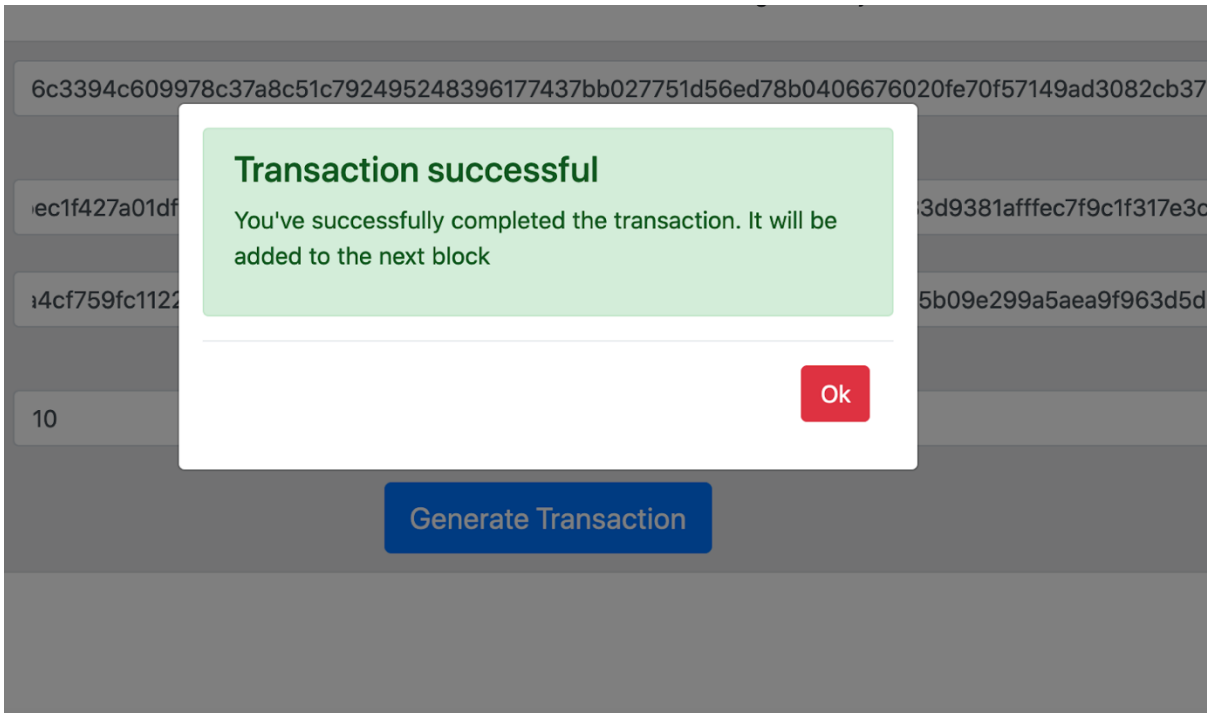 6c3394c609978c37a8c51c792495248396177437bb027751d56ed78b0406676020fe70f57149ad3082cb37
Transaction successful
ec1f427a01df
3d9381afffec7f9c1f317e3c
You've successfully completed the transaction. It will be
added to the next block
4cf759fc1122
5b09e299a5aea9f963d5d
Ok
10
Generate Transaction